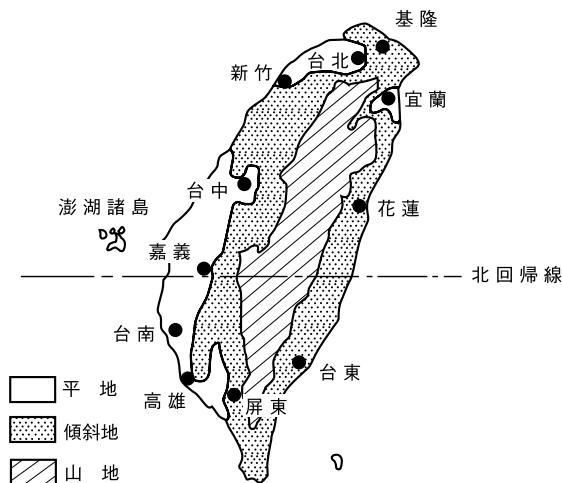 基隆
台北
新竹
宜蘭
台中
澎湖諸島
花蓮
嘉義
北回帰線
台南
台東
高雄
屏東
平 地
傾斜地
山 地